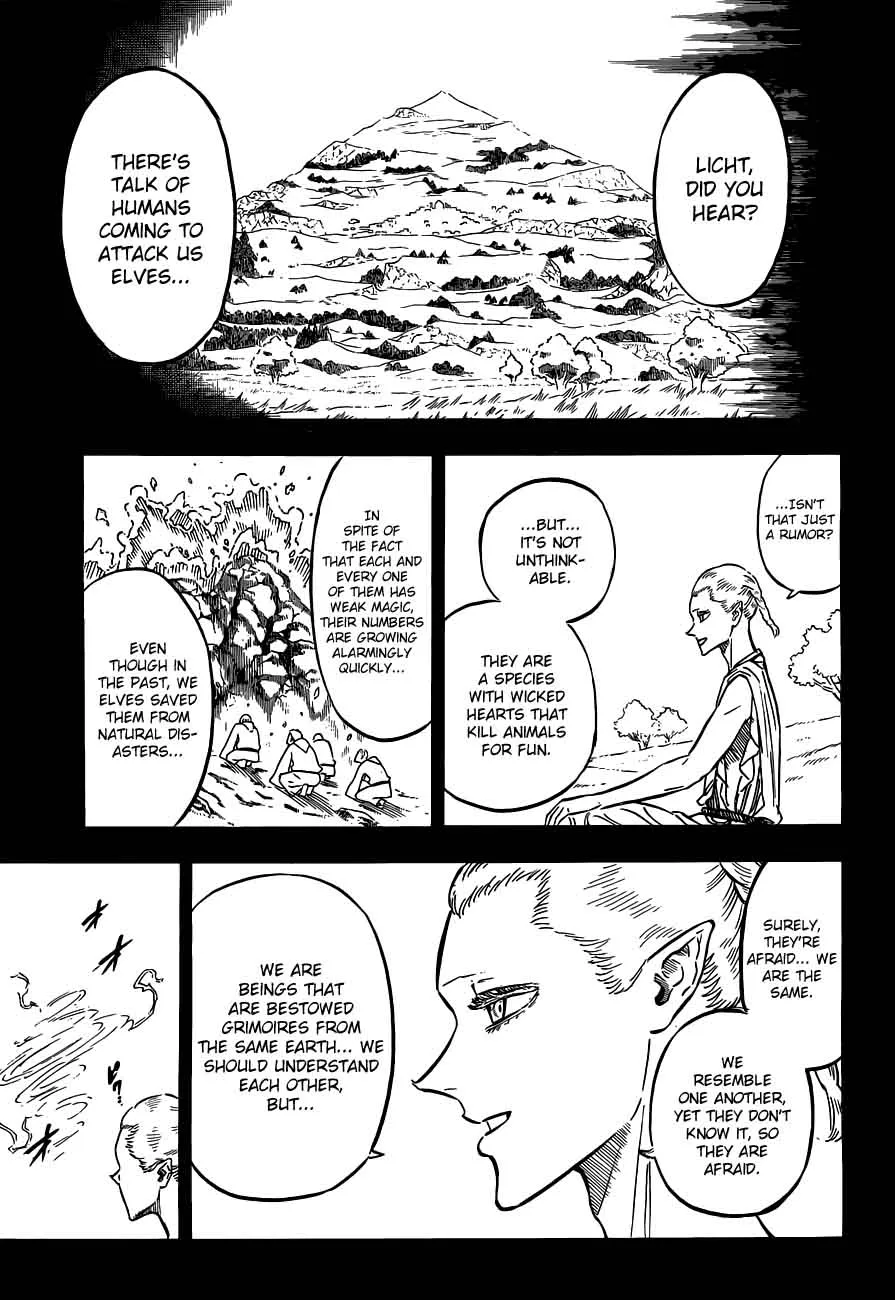 LICHT,
DID YOU
HEAR?
THERE'S
TALK OF
HUMANS
COMING TO
ATTACK US
ELVES...
...ISN'T
THAT JUST
A RUMOR?
...BUT...
IT'S NOT
UNTHINK-
ABLE.
THEY ARE
A SPECIES
WITH WICKED
HEARTS THAT
KILL ANIMALS
FOR FUN.
IN
SPITE OF
THE FACT
THAT EACH AND
EVERY ONE
OF THEM HAS
WEAK MAGIC,
THEIR NUMBERS
ARE GROWING
ALARMINGLY
QUICKLY...
EVEN
THOUGH IN
THE PAST, WE
ELVES SAVED
THEM FROM
NATURAL DIS-
ASTERS...
SURELY,
THEY'RE
AFRAID... WE
ARE THE
SAME.
WE
RESEMBLE
ONE ANOTHER,
YET THEY DON'T
KNOW IT, SO
THEY ARE
AFRAID.
WE ARE
BEINGS THAT
ARE BESTOWED
GRIMOIRES FROM
THE SAME EARTH... WE
SHOULD UNDERSTAND
EACH OTHER,
BUT...